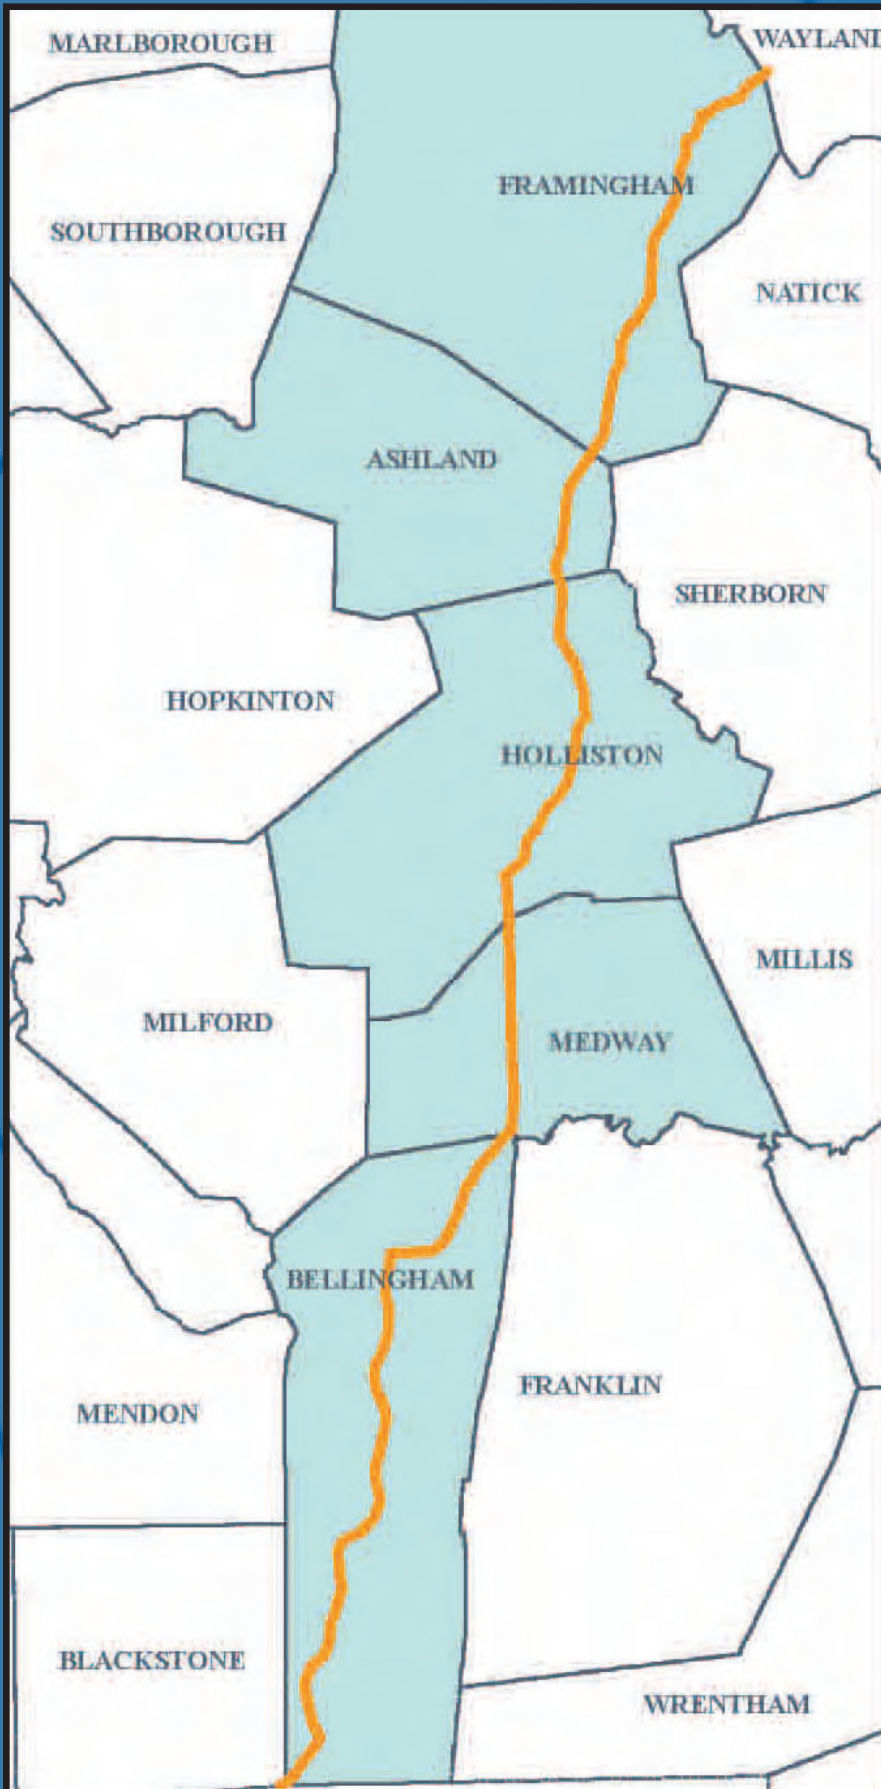 MARLBOROUGH
WAYLAND
FRAMINGHAM
SOUTHBOROUGH
NATICK
ASHLAND
SHERBORN
HOPKINTON
HOLLISTON
MILLIS
MILFORD
MEDWAY
BELLINGHAM
FRANKLIN
MENDON
BLACKSTONE
WRENTHAM